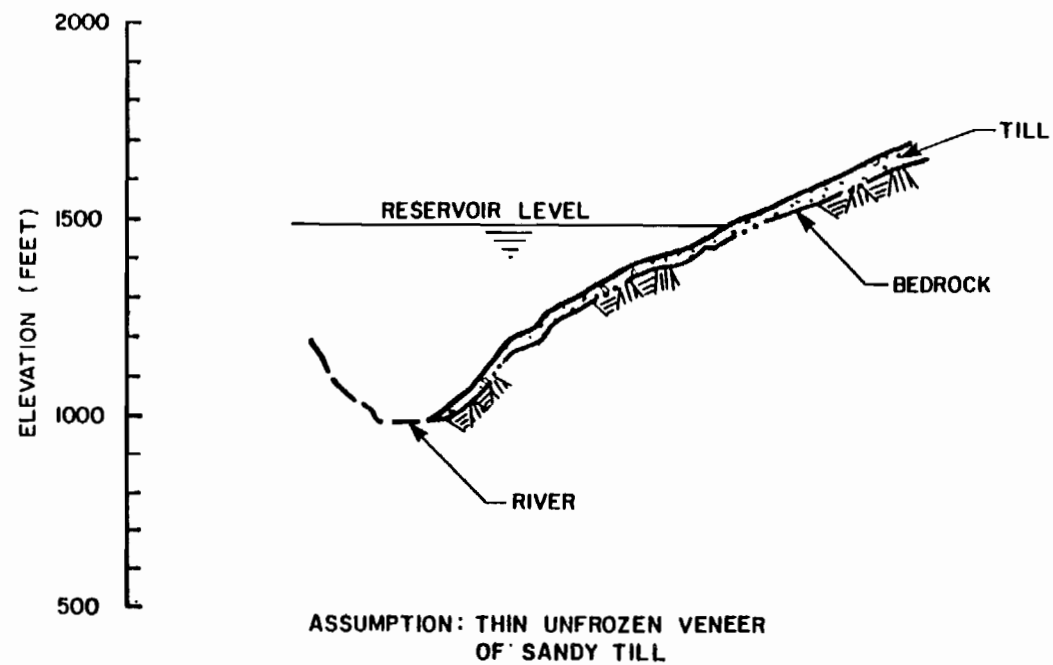 2000
TILL
1500
RESERVOIR LEVEL
BEDROCK
ELEVATION (FEET)
1000
RIVER
500
ASSUMPTION: THIN UNFROZEN VENEER
OF SANDY TILL